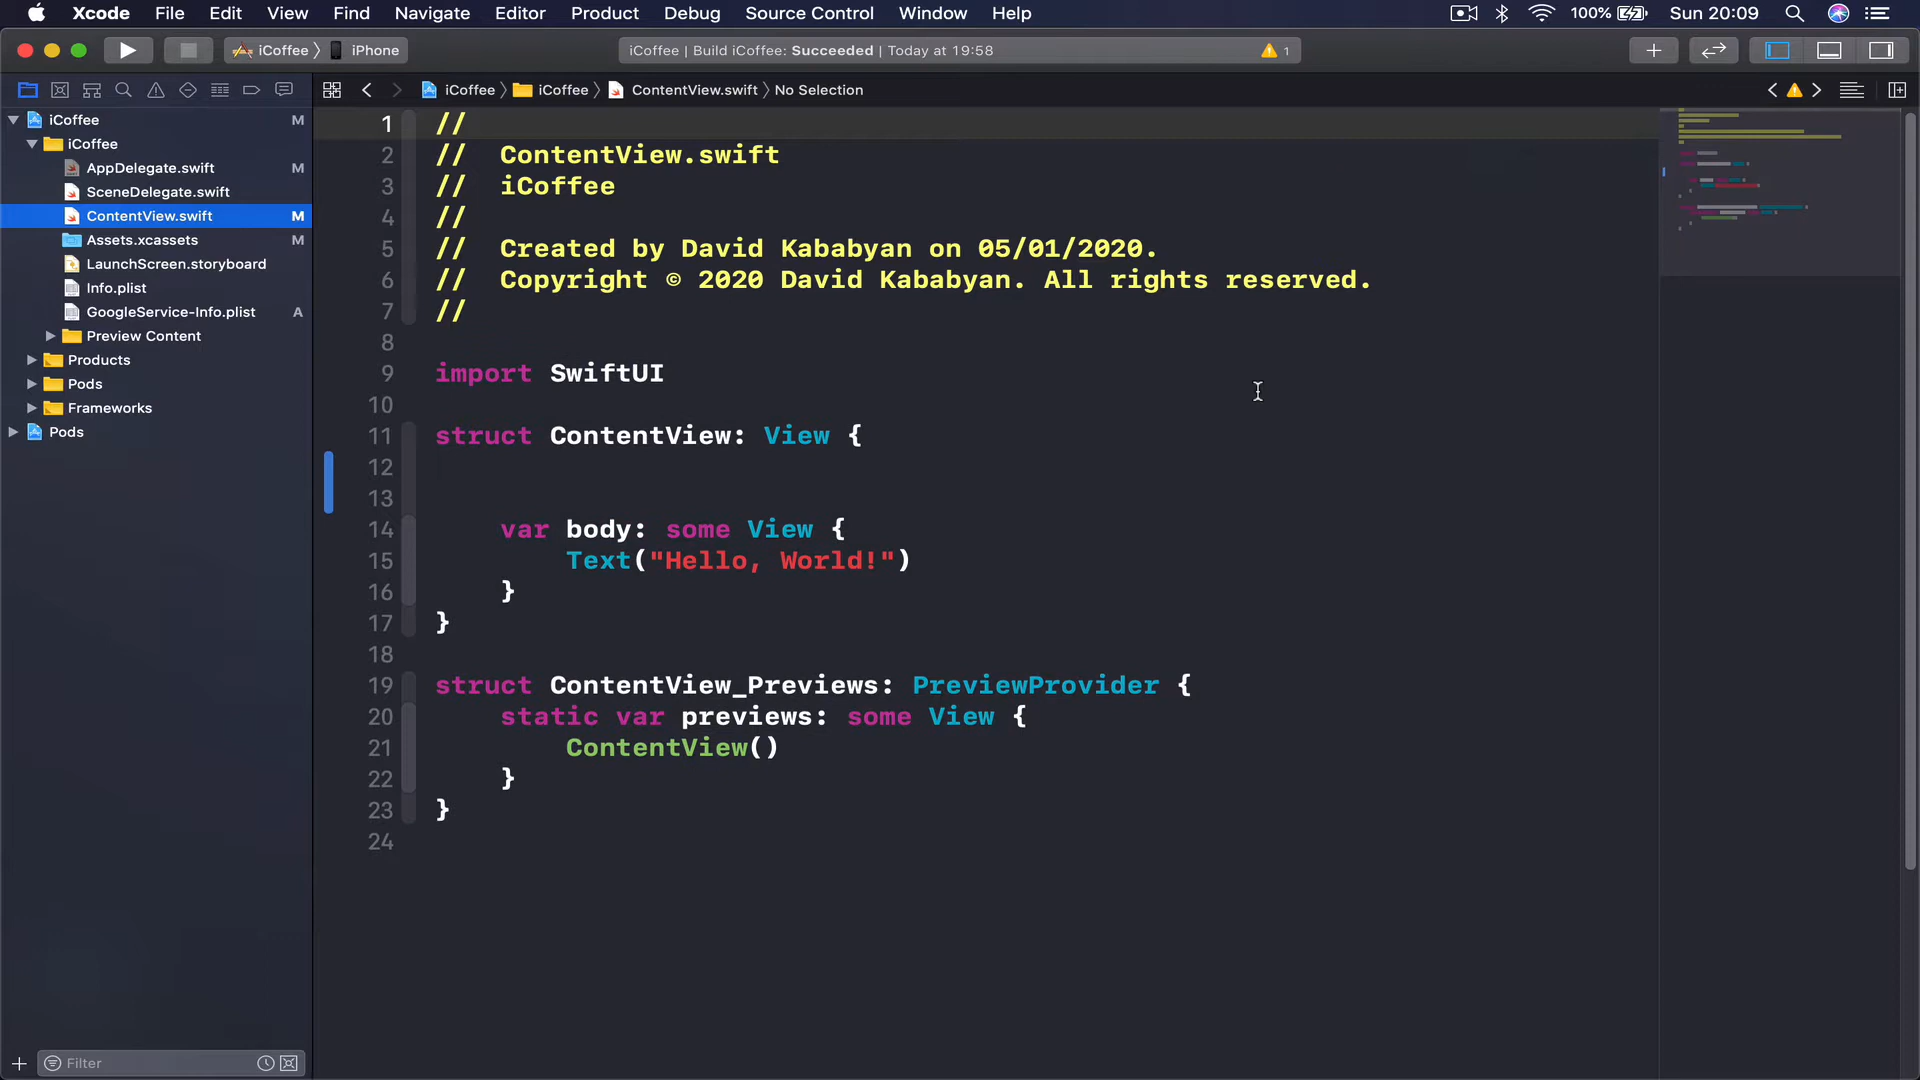 Xcode File Edit View Find Navigate Editor Product Debug Source Control Window Help 100% Sun 20:09
iCoffee iPhone iCoffee | Build iCoffee: Succeeded | Today at 19:58 1
iCoffee iCoffee ContentView.swift No Selection
iCoffee M
iCoffee
AppDelegate.swift M
SceneDelegate.swift
ContentView.swift M
Assets.xcassets M
LaunchScreen.storyboard
Info.plist
GoogleService-Info.plist A
Preview Content
Products
Pods
Frameworks
Pods
Filter
1 //
2 //  ContentView.swift
3 //  iCoffee
4 //
5 //  Created by David Kababyan on 05/01/2020.
6 //  Copyright © 2020 David Kababyan. All rights reserved.
7 //
8
9 import SwiftUI
10
11 struct ContentView: View {
12
13
14     var body: some View {
15         Text("Hello, World!")
16     }
17 }
18
19 struct ContentView_Previews: PreviewProvider {
20     static var previews: some View {
21         ContentView()
22     }
23 }
24